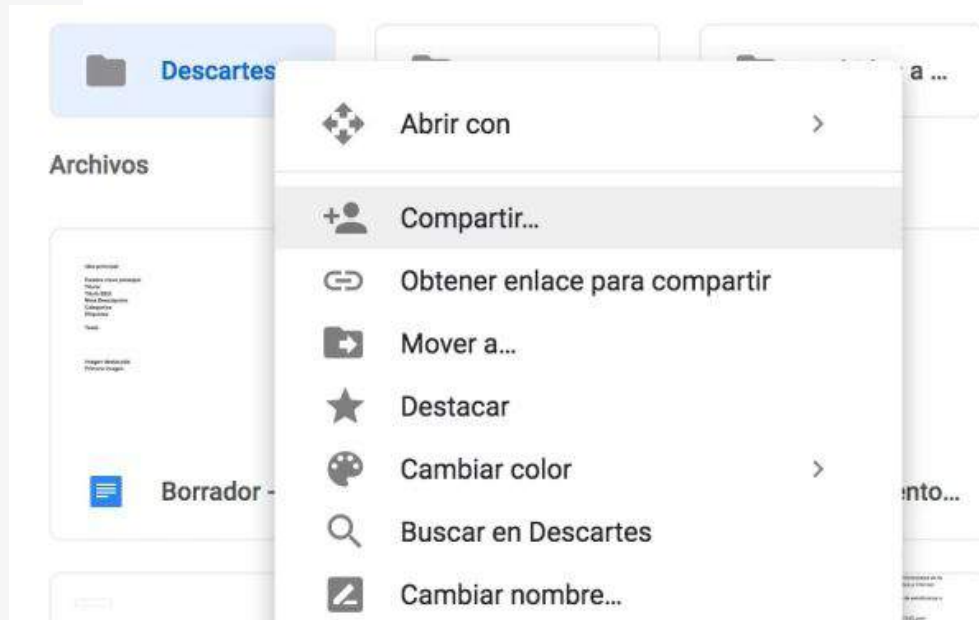 Descartes
a ...
Abrir con
Archivos
Compartir...
Obtener enlace para compartir
Mover a...
Destacar
Cambiar color
Borrador -
ento...
Buscar en Descartes
Cambiar nombre...